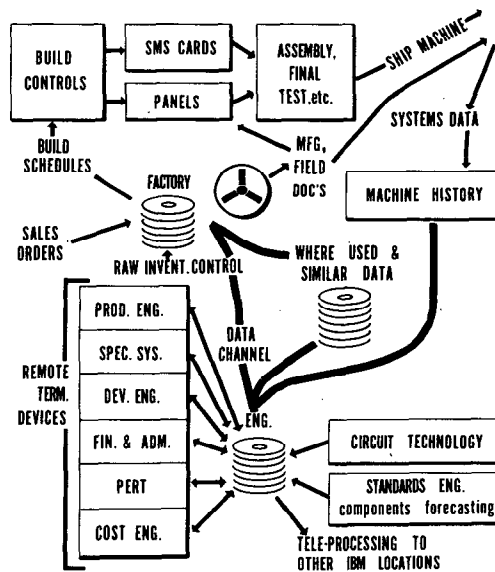 BUILD
CONTROLS
SMS CARDS
PANELS
ASSEMBLY,
FINAL
TEST, etc.
SHIP MACHINE
SYSTEMS DATA
MACHINE HISTORY
BUILD
SCHEDULES
MFG,
FIELD
DOC'S
FACTORY
SALES
ORDERS
RAW INVENT. CONTROL
WHERE USED &
SIMILAR DATA
DATA
CHANNEL
REMOTE
TERM.
DEVICES
PROD. ENG.
SPEC. SYS.
DEV. ENG.
FIN. & ADM.
PERT
COST ENG.
ENG.
CIRCUIT TECHNOLOGY
STANDARDS ENG.
components forecasting
TELE-PROCESSING TO
OTHER IBM LOCATIONS